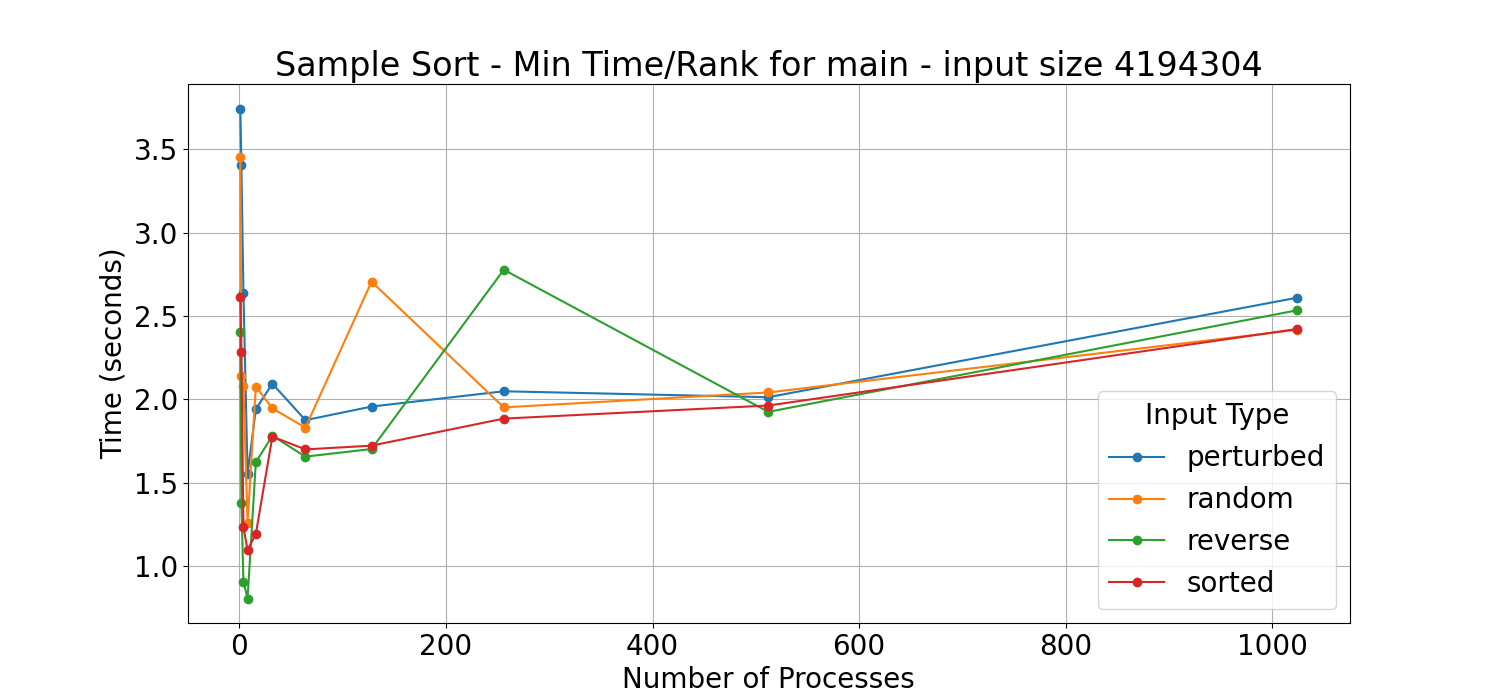 Sample Sort - Min Time/Rank for main - input size 4194304
Time (seconds)
3.5
3.0
2.5
2.0
1.5
1.0
0
200
400
600
800
1000
Number of Processes
Input Type
perturbed
random
reverse
sorted